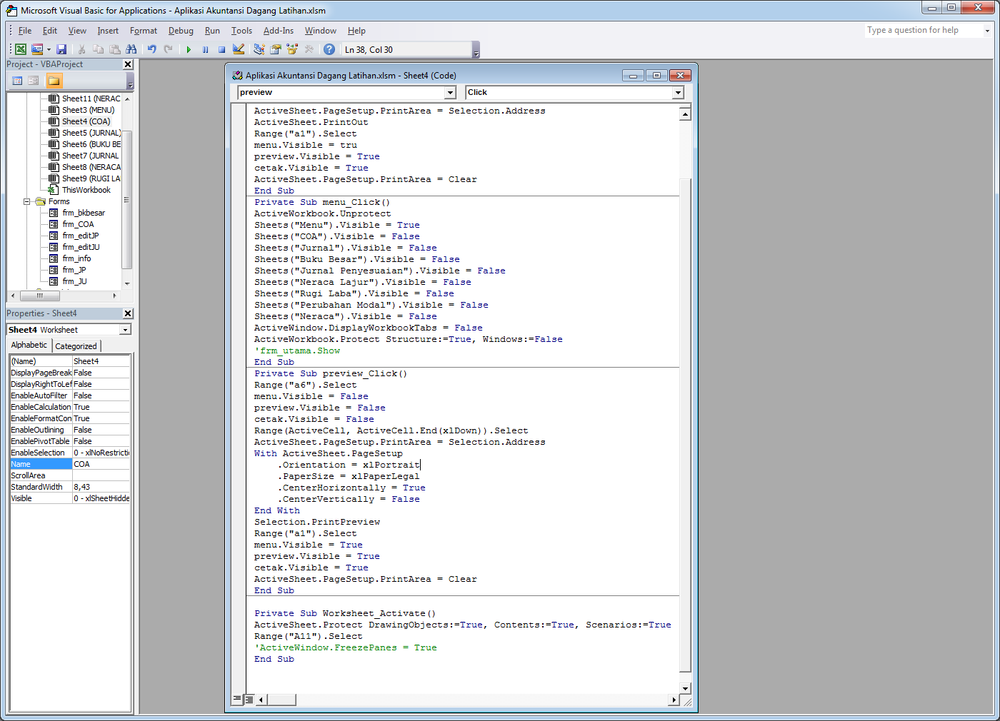 Microsoft Visual Basic for Applications - Aplikasi Akuntansi Dagang Latihan.xlsm
File Edit View Insert Format Debug Run Tools Add-Ins Window Help
Type a question for help
Ln 38, Col 30
Project - VBAProject
Sheet11 (NERAC
Sheet3 (MENU)
Sheet4 (COA)
Sheet5 (JURNAL)
Sheet6 (BUKU BE
Sheet7 (JURNAL
Sheet8 (NERACA
Sheet9 (RUGI LA
ThisWorkbook
Forms
frm_bkbesar
frm_COA
frm_editJP
frm_editJU
frm_info
frm_JP
frm_JU
Properties - Sheet4
Sheet4 Worksheet
Alphabetic Categorized
(Name) Sheet4
DisplayPageBreak False
DisplayRightToLef False
EnableAutoFilter False
EnableCalculation True
EnableFormatCon True
EnableOutlining False
EnablePivotTable False
EnableSelection 0 - xlNoRestricti
Name COA
ScrollArea
StandardWidth 8,43
Visible 0 - xlSheetHidde
Aplikasi Akuntansi Dagang Latihan.xlsm - Sheet4 (Code)
preview Click
ActiveSheet.PageSetup.PrintArea = Selection.Address
ActiveSheet.PrintOut
Range("a1").Select
menu.Visible = tru
preview.Visible = True
cetak.Visible = True
ActiveSheet.PageSetup.PrintArea = Clear
End Sub
Private Sub menu_Click()
ActiveWorkbook.Unprotect
Sheets("Menu").Visible = True
Sheets("COA").Visible = False
Sheets("Jurnal").Visible = False
Sheets("Buku Besar").Visible = False
Sheets("Jurnal Penyesuaian").Visible = False
Sheets("Neraca Lajur").Visible = False
Sheets("Rugi Laba").Visible = False
Sheets("Perubahan Modal").Visible = False
Sheets("Neraca").Visible = False
ActiveWindow.DisplayWorkbookTabs = False
ActiveWorkbook.Protect Structure:=True, Windows:=False
'frm_utama.Show
End Sub
Private Sub preview_Click()
Range("a6").Select
menu.Visible = False
preview.Visible = False
cetak.Visible = False
Range(ActiveCell, ActiveCell.End(xlDown)).Select
ActiveSheet.PageSetup.PrintArea = Selection.Address
With ActiveSheet.PageSetup
.Orientation = xlPortrait
.PaperSize = xlPaperLegal
.CenterHorizontally = True
.CenterVertically = False
End With
Selection.PrintPreview
Range("a1").Select
menu.Visible = True
preview.Visible = True
cetak.Visible = True
ActiveSheet.PageSetup.PrintArea = Clear
End Sub
Private Sub Worksheet_Activate()
ActiveSheet.Protect DrawingObjects:=True, Contents:=True, Scenarios:=True
Range("A11").Select
'ActiveWindow.FreezePanes = True
End Sub